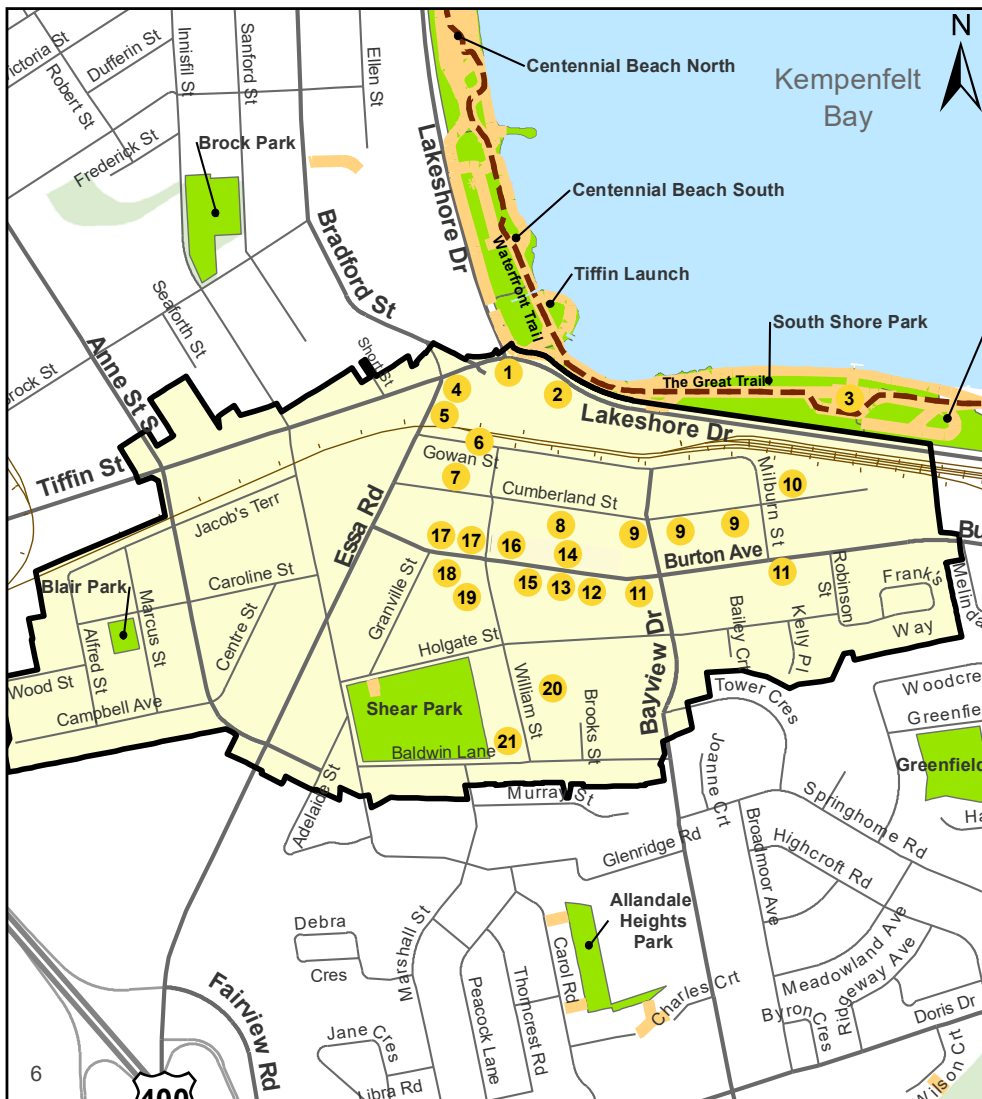 N
Kempenfelt
Bay
Centennial Beach North
Victoria St
Dufferin St
Robert St
Innisfil St
Sanford St
Ellen St
Frederick St
Brock Park
Lakeshore Dr
Centennial Beach South
Waterfront Trail
Tiffin Launch
Bradford St
Seaforth St
Short St
South Shore Park
The Great Trail
Brock St
Anne St S
1
2
3
4
5
6
Lakeshore Dr
Tiffin St
Gowan St
7
Cumberland St
Milburn St
10
Jacob's Terr
Essa Rd
8
9
9
9
17
17
16
14
Burton Ave
Bu
Blair Park
Caroline St
Granville St
18
19
15
13
12
11
11
Robinson
St
Frank's
Way
Melinda
Marcus St
Alfred St
Centre St
Holgate St
Bayview Dr
Bailey Crt
Kelly Pl
Wood St
Campbell Ave
Shear Park
William St
20
Brooks St
21
Baldwin Lane
Tower Cres
Woodcre
Greenfie
Greenfield
Ha
Adelaide St
Murray St
Joanne Crt
Springhome Rd
Glenridge Rd
Broadmoor Ave
Highcroft Rd
Allandale
Heights
Park
Debra
Cres
Marshall St
Carol Rd
Peacock Lane
Thorncrest Rd
Charles Crt
Meadowland Ave
Ridgeway Ave
Byron Cres
Doris Dr
Fairview Rd
Jane Cres
Libra Rd
Wilson Crt
6
400